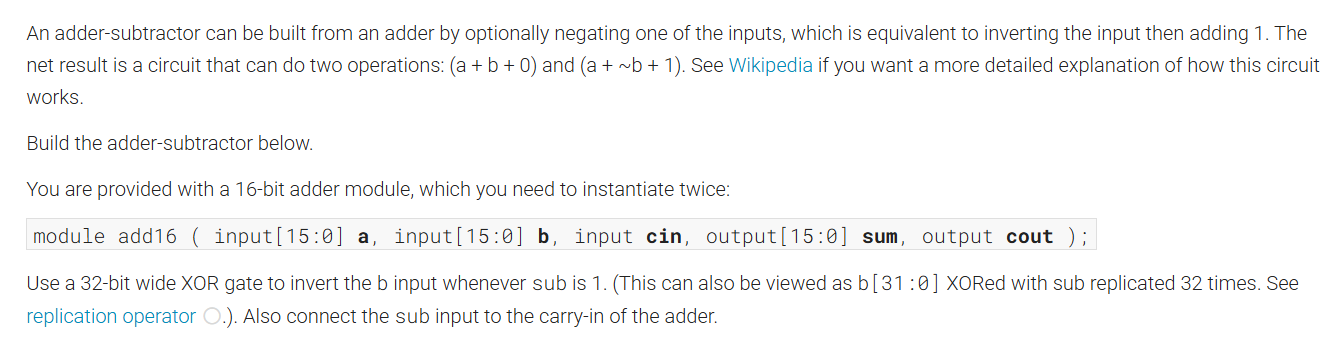 An adder-subtractor can be built from an adder by optionally negating one of the inputs, which is equivalent to inverting the input then adding 1. The
net result is a circuit that can do two operations: (a + b + 0) and (a + ~b + 1). See Wikipedia if you want a more detailed explanation of how this circuit
works.
Build the adder-subtractor below.
You are provided with a 16-bit adder module, which you need to instantiate twice:
module add16 ( input[15:0] a, input[15:0] b, input cin, output[15:0] sum, output cout );
Use a 32-bit wide XOR gate to invert the b input whenever sub is 1. (This can also be viewed as b[31:0] XORed with sub replicated 32 times. See
replication operator .). Also connect the sub input to the carry-in of the adder.